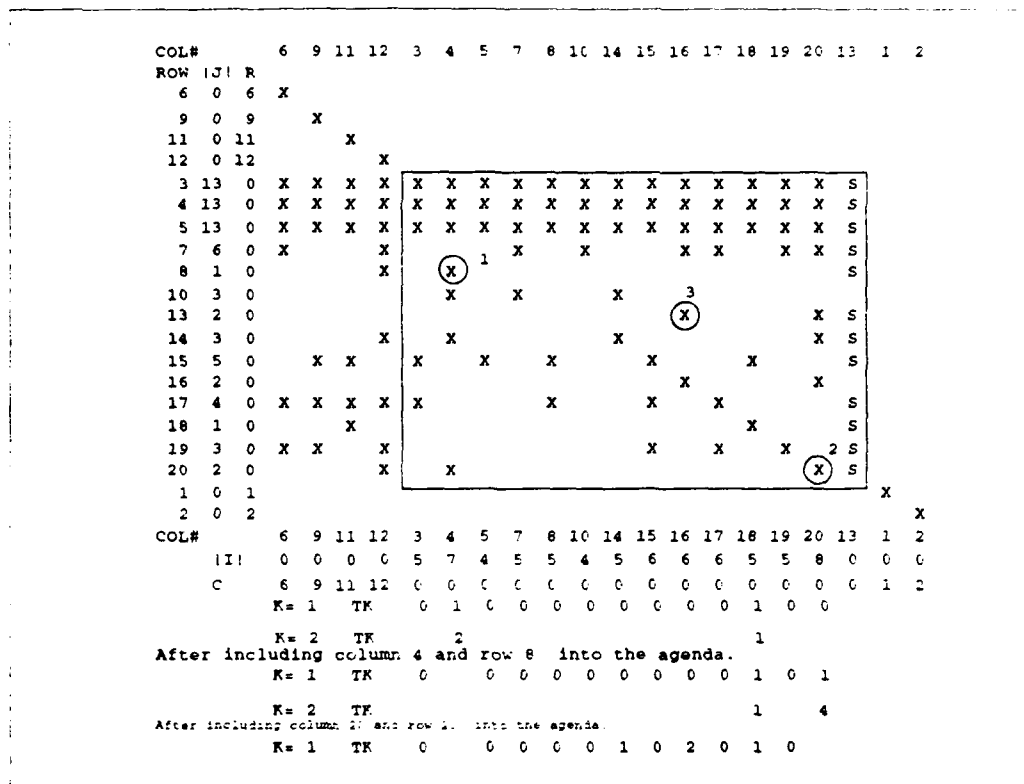 COL# 6 9 11 12 3 4 5 7 8 10 14 15 16 17 18 19 20 13 1 2
ROW |J| R
6 0 6 X
9 0 9 X
11 0 11 X
12 0 12 X
3 13 0 X X X X X X X X X X X X X X X X X S
4 13 0 X X X X X X X X X X X X X X X X X S
5 13 0 X X X X X X X X X X X X X X X X X S
7 6 0 X X X X X X X X
8 1 0 X X 1 S
10 3 0 X X X
13 2 0 X 3 X S
14 3 0 X X X X S
15 5 0 X X X X X X X S
16 2 0 X X
17 4 0 X X X X X X X X S
18 1 0 X X S
19 3 0 X X X X X X S
20 2 0 X X X 2 S
1 0 1 X
2 0 2 X
COL# 6 9 11 12 3 4 5 7 8 10 14 15 16 17 18 19 20 13 1 2
|I| 0 0 0 0 5 7 4 5 5 4 5 6 6 6 5 5 8 0 0 0
C 6 9 11 12 0 0 0 0 0 0 0 0 0 0 0 0 0 0 1 2
K= 1 TK 0 1 0 0 0 0 0 0 0 0 1 0 0
K= 2 TK 2 1
After including column 4 and row 8 into the agenda.
K= 1 TK 0 0 0 0 0 0 0 0 0 1 0 1
K= 2 TK 1 4
After including column and row into the agenda.
K= 1 TK 0 0 0 0 0 1 0 2 0 1 0